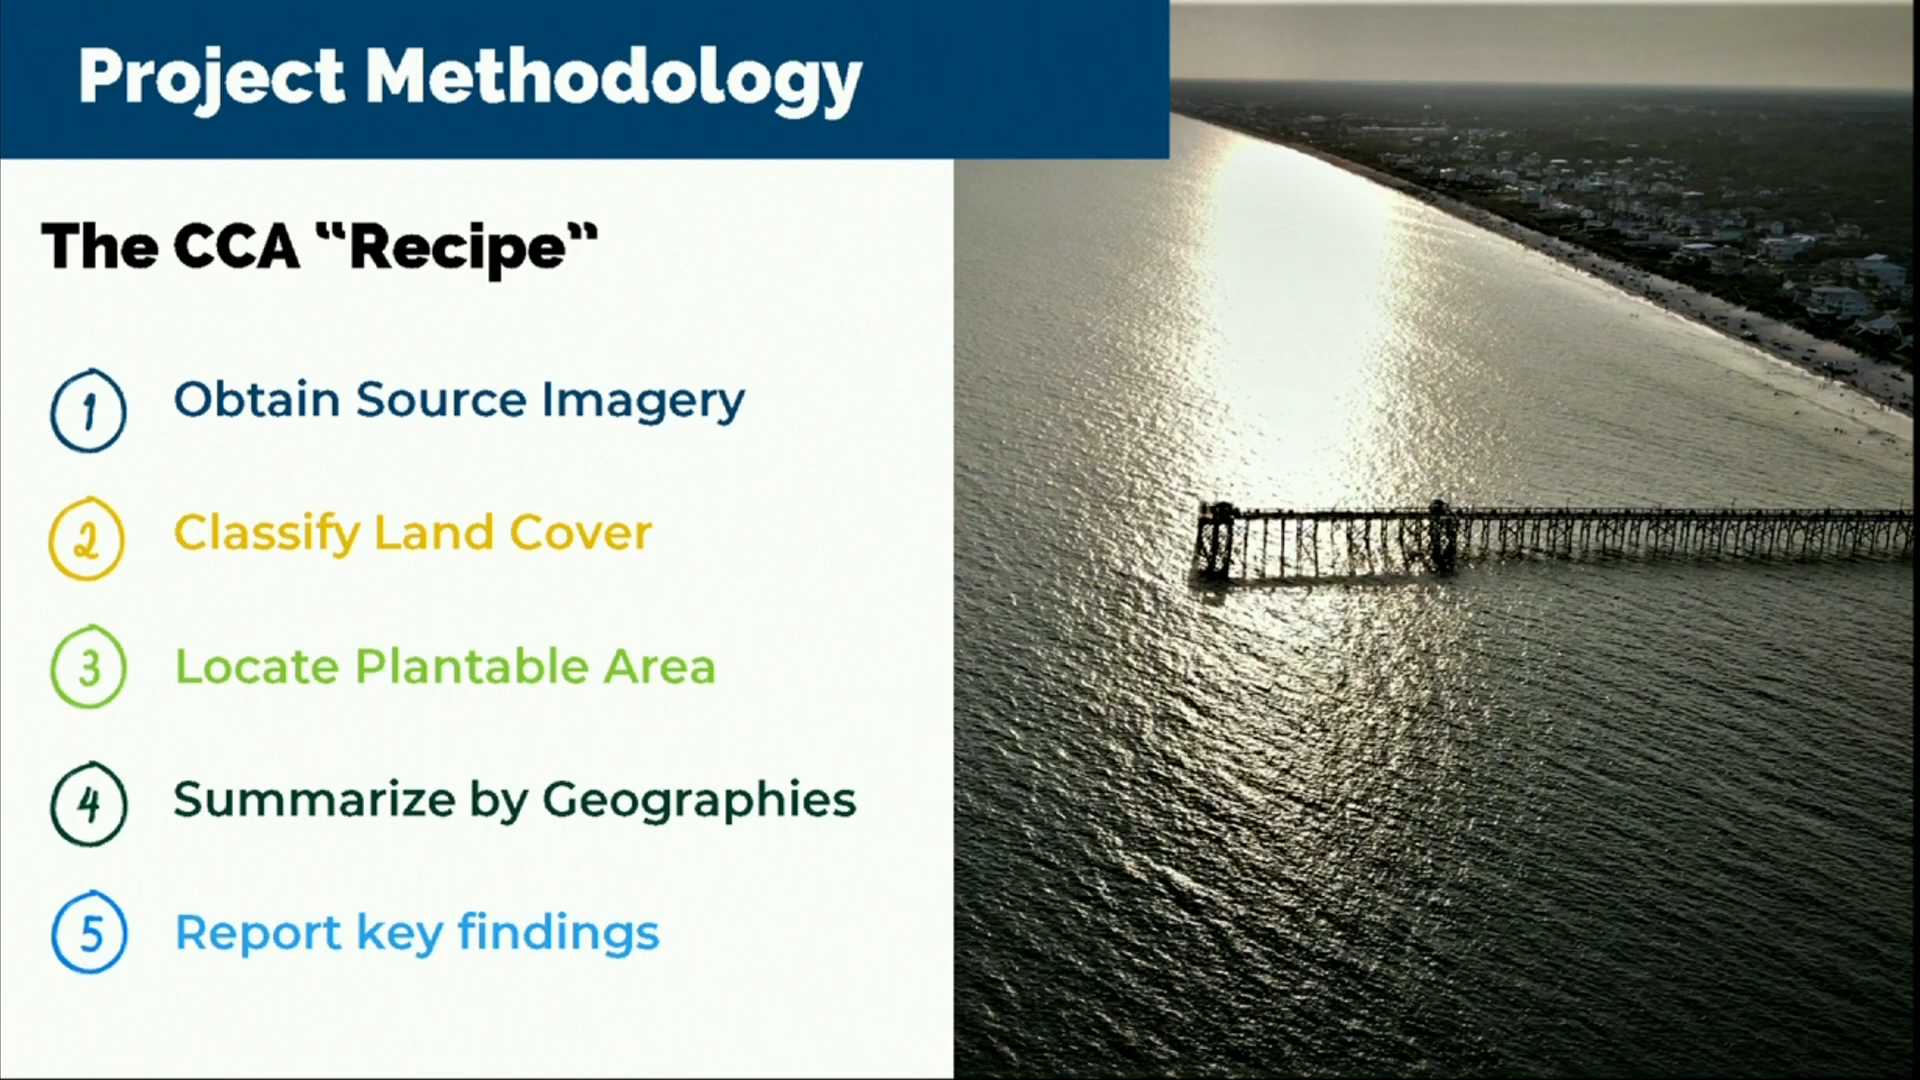 Project Methodology
The CCA “Recipe”
1 Obtain Source Imagery
2 Classify Land Cover
3 Locate Plantable Area
4 Summarize by Geographies
5 Report key findings